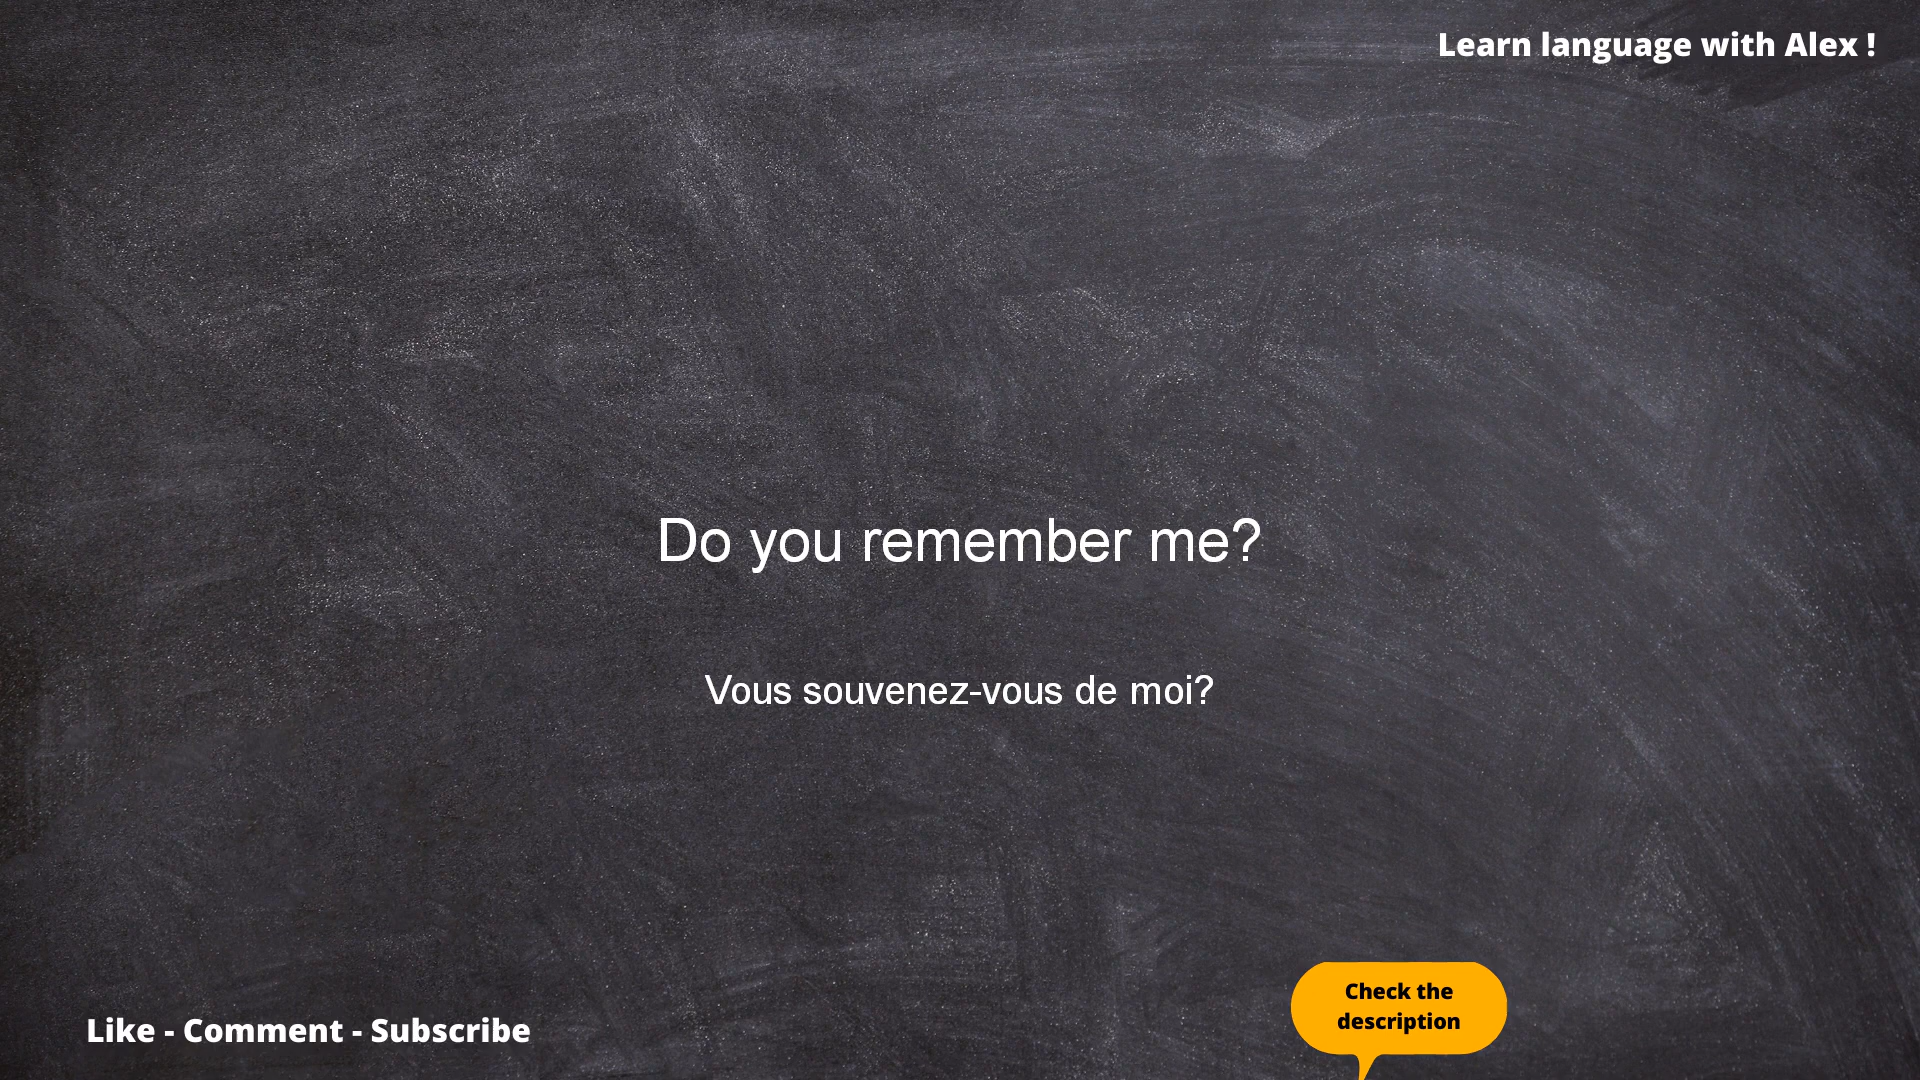 Learn language with Alex !
Do you remember me?
Vous souvenez-vous de moi?
Check the
description
Like - Comment - Subscribe